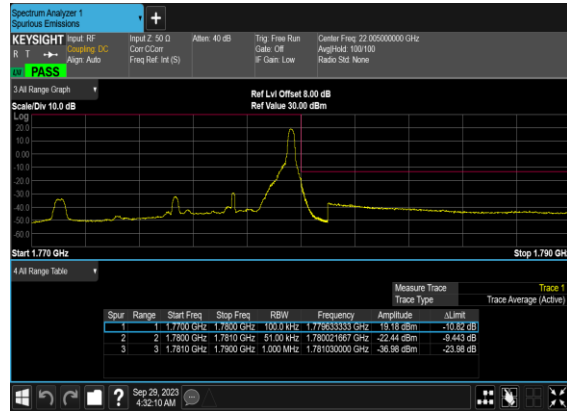 Spectrum Analyzer 1
Spurious Emissions
+
KEYSIGHT Input: RF Input Z: 50 Ω Atten: 40 dB Trig: Free Run Center Freq: 22.005000000 GHz
R T Coupling: DC Corr CCorr Gate: Off Avg|Hold: 100/100
Align: Auto Freq Ref: Int (S) IF Gain: Low Radio Std: None
PASS
3 All Range Graph Ref Lvl Offset 8.00 dB
Scale/Div 10.0 dB Ref Value 30.00 dBm
Log
20.0
10.0
0.00
-10.0
-20.0
-30.0
-40.0
-50.0
-60.0
Start 1.770 GHz Stop 1.790 GH
4 All Range Table
Measure Trace Trace 1
Trace Type Trace Average (Active)
Spur Range Start Freq Stop Freq RBW Frequency Amplitude ΔLimit
1 1 1.7700 GHz 1.7800 GHz 100.0 kHz 1.779633333 GHz 19.18 dBm -10.82 dB
2 2 1.7800 GHz 1.7810 GHz 51.00 kHz 1.780021667 GHz -22.44 dBm -9.443 dB
3 3 1.7810 GHz 1.7900 GHz 1.000 MHz 1.781030000 GHz -36.98 dBm -23.98 dB
? Sep 29, 2023
4:32:10 AM